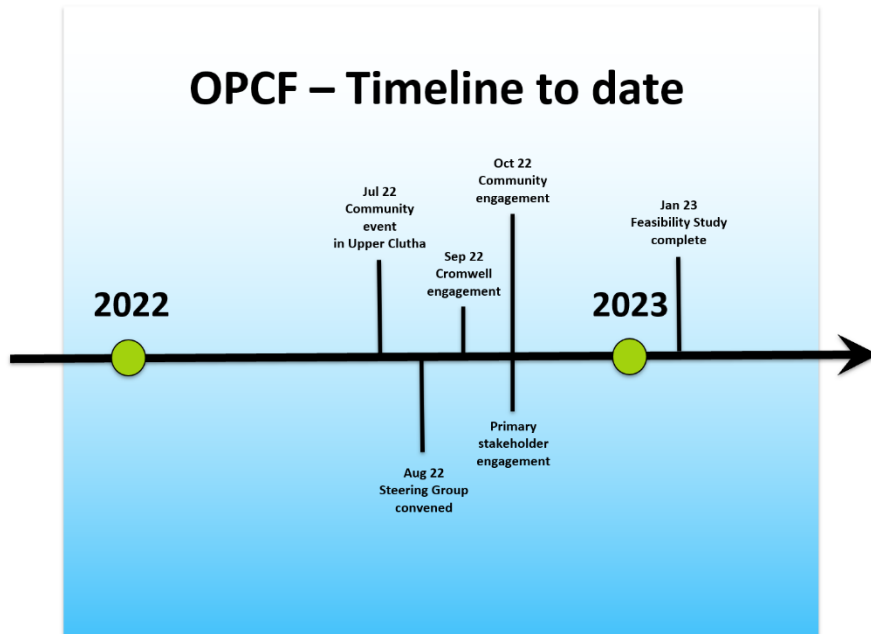 OPCF – Timeline to date
Oct 22
Community
engagement
Jul 22
Community
event
in Upper Clutha
Jan 23
Feasibility Study
complete
Sep 22
Cromwell
engagement
2022
2023
Primary
stakeholder
engagement
Aug 22
Steering Group
convened